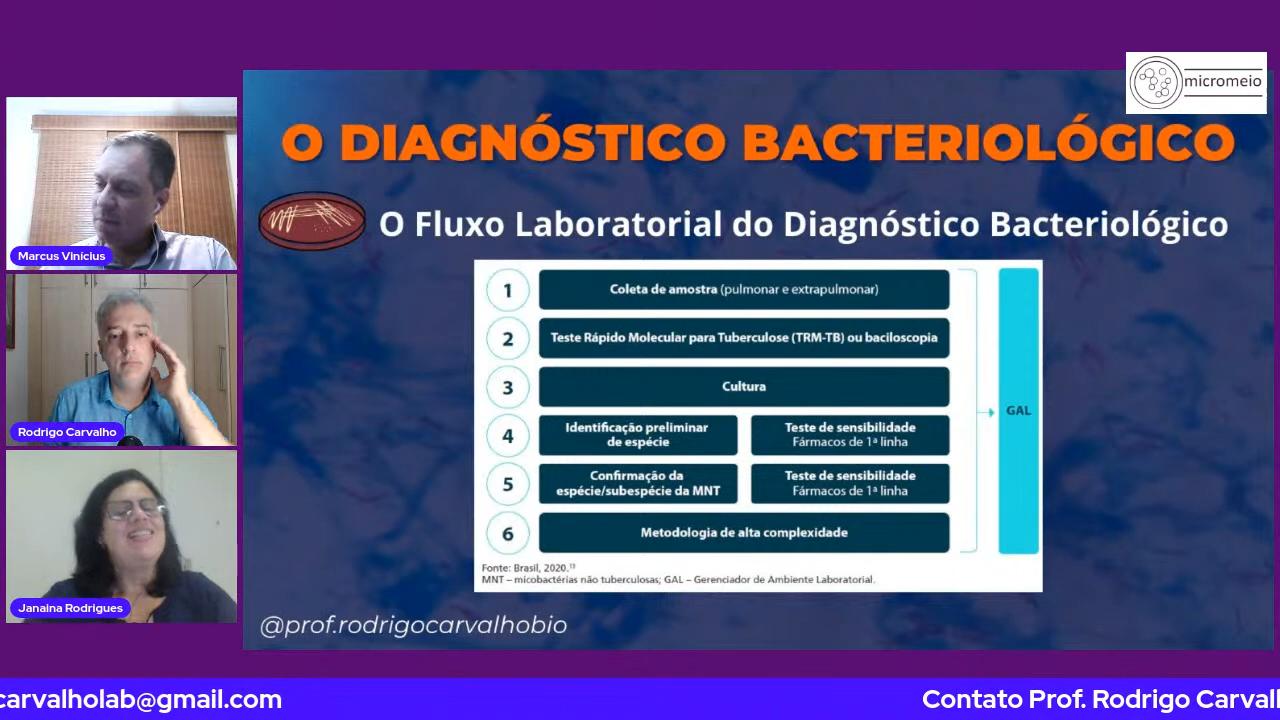 micromeio
O DIAGNÓSTICO BACTERIOLÓGICO
O Fluxo Laboratorial do Diagnóstico Bacteriológico
1
Coleta de amostra (pulmonar e extrapulmonar)
2
Teste Rápido Molecular para Tuberculose (TRM-TB) ou baciloscopia
3
Cultura
4
Identificação preliminar
de espécie
Teste de sensibilidade
Fármacos de 1ª linha
5
Confirmação da
espécie/subespécie da MNT
Teste de sensibilidade
Fármacos de 1ª linha
6
Metodologia de alta complexidade
GAL
Fonte: Brasil, 2020.¹³
MNT – micobactérias não tuberculosas; GAL – Gerenciador de Ambiente Laboratorial.
@prof.rodrigocarvalhobio
Marcus Vinícius
Rodrigo Carvalho
Janaina Rodrigues
carvalholab@gmail.com
Contato Prof. Rodrigo Carval